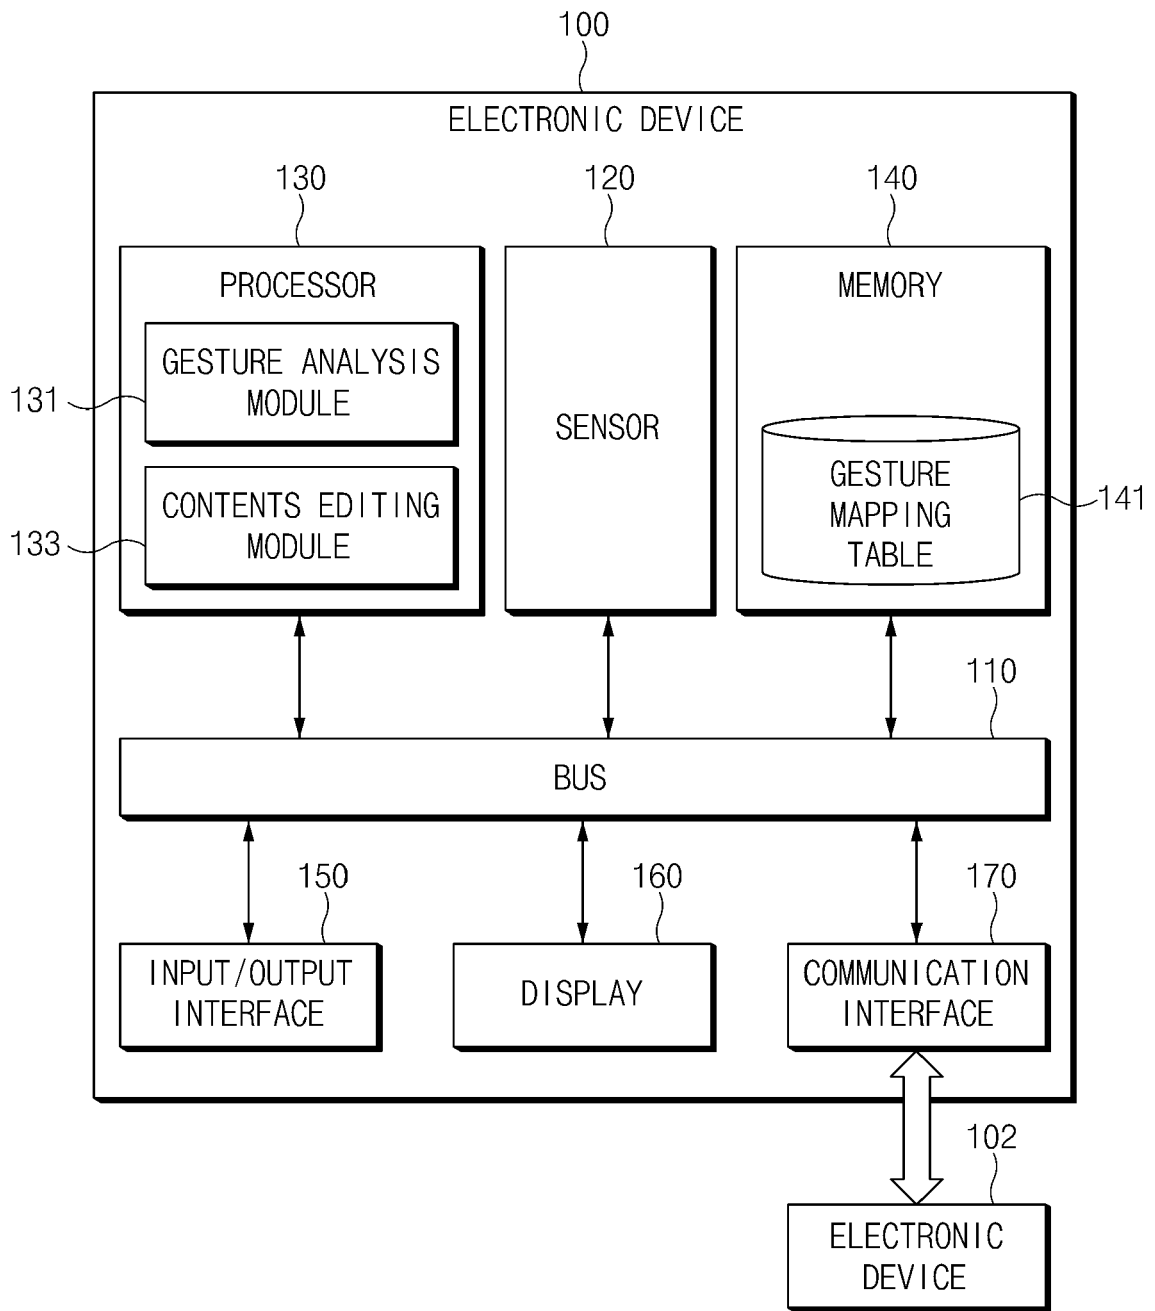 100
ELECTRONIC DEVICE
130
120
140
PROCESSOR
GESTURE ANALYSIS
MODULE
131
CONTENTS EDITING
MODULE
133
SENSOR
MEMORY
GESTURE
MAPPING
TABLE
141
110
BUS
150
160
170
INPUT/OUTPUT
INTERFACE
DISPLAY
COMMUNICATION
INTERFACE
102
ELECTRONIC
DEVICE